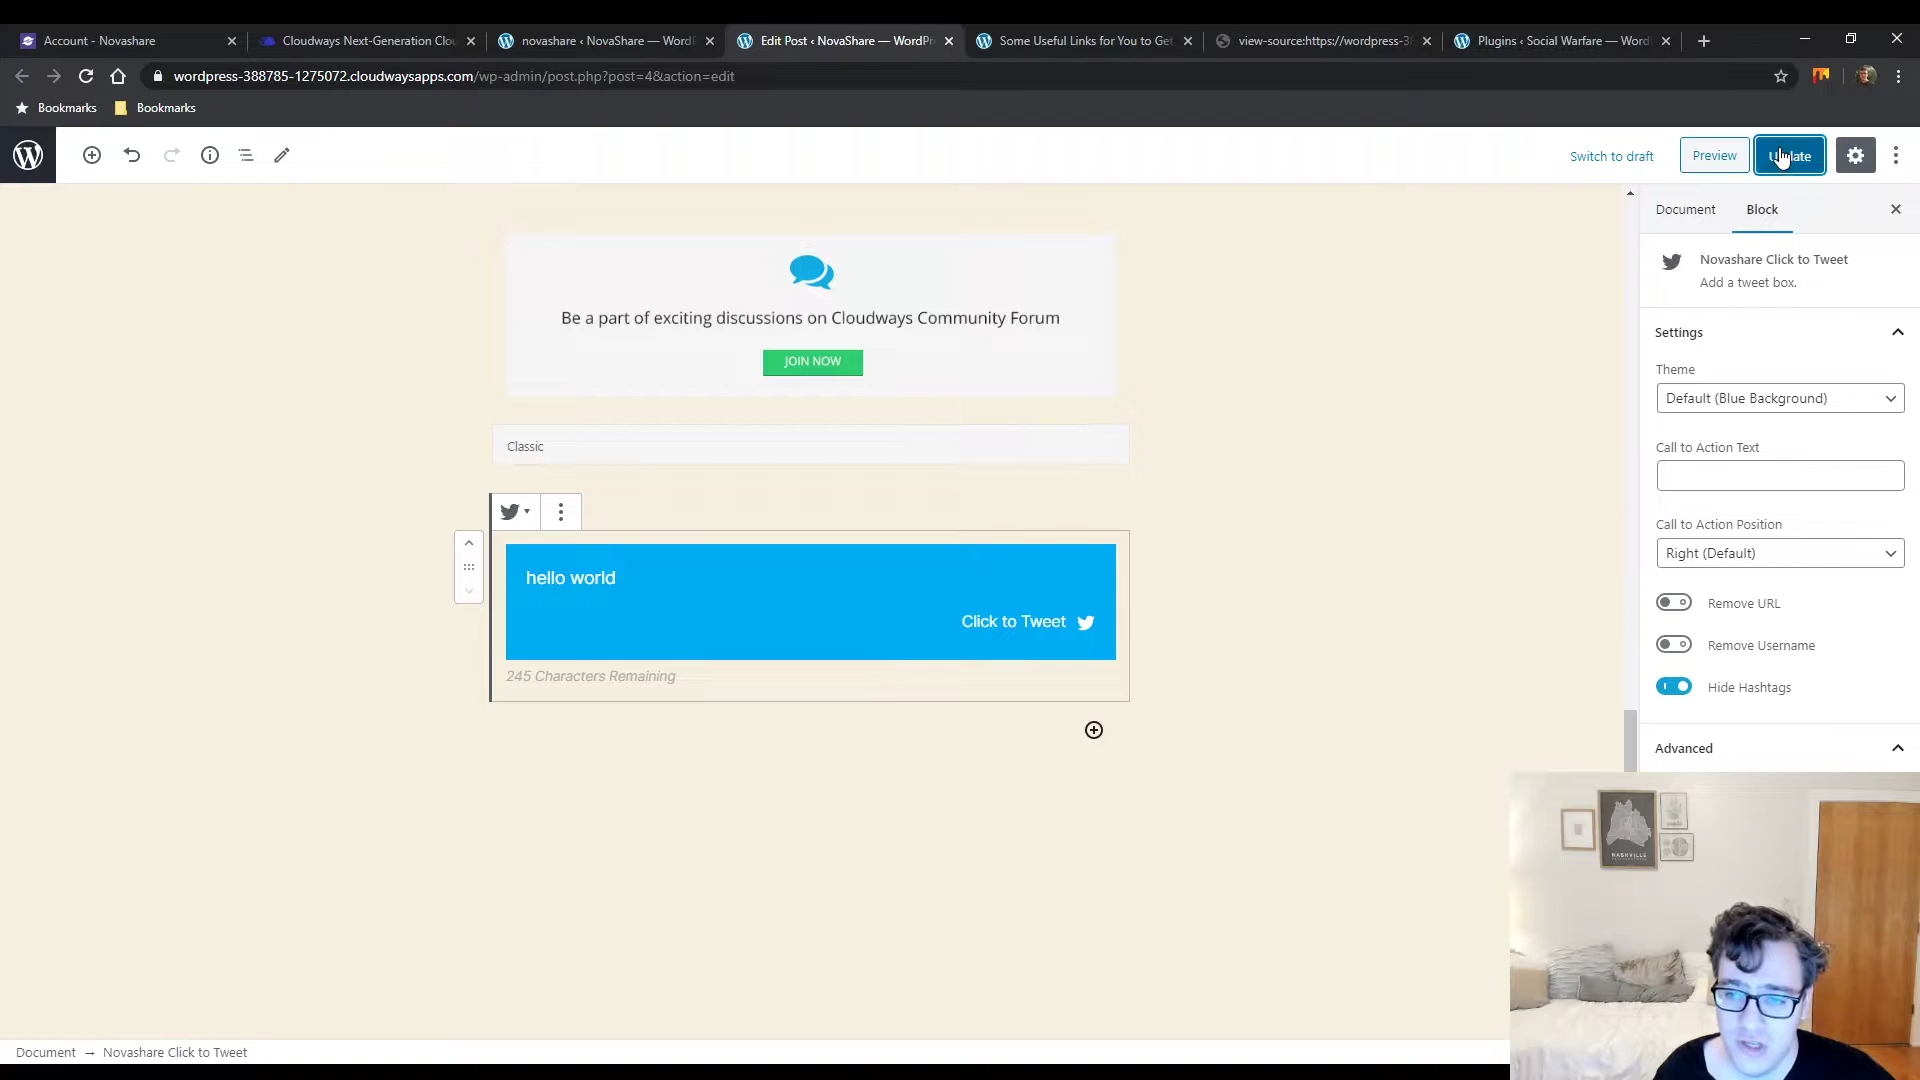 Account - Novashare
Cloudways Next-Generation Clou
novashare ‹ NovaShare — WordP
Edit Post ‹ NovaShare — WordPr
Some Useful Links for You to Get
view-source:https://wordpress-38
Plugins ‹ Social Warfare — Word
wordpress-388785-1275072.cloudwaysapps.com/wp-admin/post.php?post=4&action=edit
Bookmarks
Bookmarks
Switch to draft
Preview
Update
Document
Block
Novashare Click to Tweet
Add a tweet box.
Settings
Theme
Default (Blue Background)
Call to Action Text
Call to Action Position
Right (Default)
Remove URL
Remove Username
Hide Hashtags
Advanced
Be a part of exciting discussions on Cloudways Community Forum
JOIN NOW
Classic
hello world
Click to Tweet
245 Characters Remaining
NASHVILLE
Document → Novashare Click to Tweet